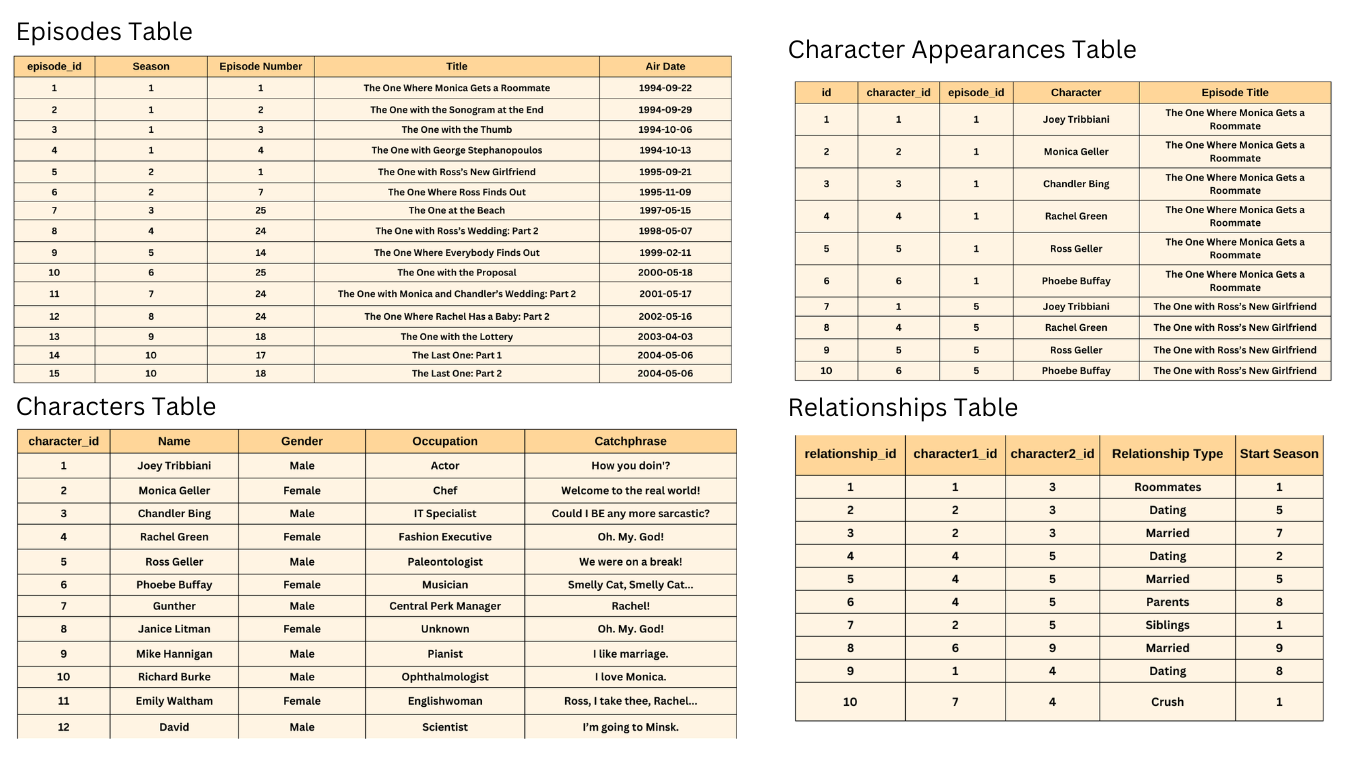 Episodes Table
episode_id Season Episode Number Title Air Date
1 1 1 The One Where Monica Gets a Roommate 1994-09-22
2 1 2 The One with the Sonogram at the End 1994-09-29
3 1 3 The One with the Thumb 1994-10-06
4 1 4 The One with George Stephanopoulos 1994-10-13
5 2 1 The One with Ross's New Girlfriend 1995-09-21
6 2 7 The One Where Ross Finds Out 1995-11-09
7 3 25 The One at the Beach 1997-05-15
8 4 24 The One with Ross's Wedding: Part 2 1998-05-07
9 5 14 The One Where Everybody Finds Out 1999-02-11
10 6 25 The One with the Proposal 2000-05-18
11 7 24 The One with Monica and Chandler's Wedding: Part 2 2001-05-17
12 8 24 The One Where Rachel Has a Baby: Part 2 2002-05-16
13 9 18 The One with the Lottery 2003-04-03
14 10 17 The Last One: Part 1 2004-05-06
15 10 18 The Last One: Part 2 2004-05-06
Character Appearances Table
id character_id episode_id Character Episode Title
1 1 1 Joey Tribbiani The One Where Monica Gets a
Roommate
2 2 1 Monica Geller The One Where Monica Gets a
Roommate
3 3 1 Chandler Bing The One Where Monica Gets a
Roommate
4 4 1 Rachel Green The One Where Monica Gets a
Roommate
5 5 1 Ross Geller The One Where Monica Gets a
Roommate
6 6 1 Phoebe Buffay The One Where Monica Gets a
Roommate
7 1 5 Joey Tribbiani The One with Ross's New Girlfriend
8 4 5 Rachel Green The One with Ross's New Girlfriend
9 5 5 Ross Geller The One with Ross's New Girlfriend
10 6 5 Phoebe Buffay The One with Ross's New Girlfriend
Characters Table
character_id Name Gender Occupation Catchphrase
1 Joey Tribbiani Male Actor How you doin'?
2 Monica Geller Female Chef Welcome to the real world!
3 Chandler Bing Male IT Specialist Could I BE any more sarcastic?
4 Rachel Green Female Fashion Executive Oh. My. God!
5 Ross Geller Male Paleontologist We were on a break!
6 Phoebe Buffay Female Musician Smelly Cat, Smelly Cat...
7 Gunther Male Central Perk Manager Rachel!
8 Janice Litman Female Unknown Oh. My. God!
9 Mike Hannigan Male Pianist I like marriage.
10 Richard Burke Male Ophthalmologist I love Monica.
11 Emily Waltham Female Englishwoman Ross, I take thee, Rachel...
12 David Male Scientist I'm going to Minsk.
Relationships Table
relationship_id character1_id character2_id Relationship Type Start Season
1 1 3 Roommates 1
2 2 3 Dating 5
3 2 3 Married 7
4 4 5 Dating 2
5 4 5 Married 5
6 4 5 Parents 8
7 2 5 Siblings 1
8 6 9 Married 9
9 1 4 Dating 8
10 7 4 Crush 1